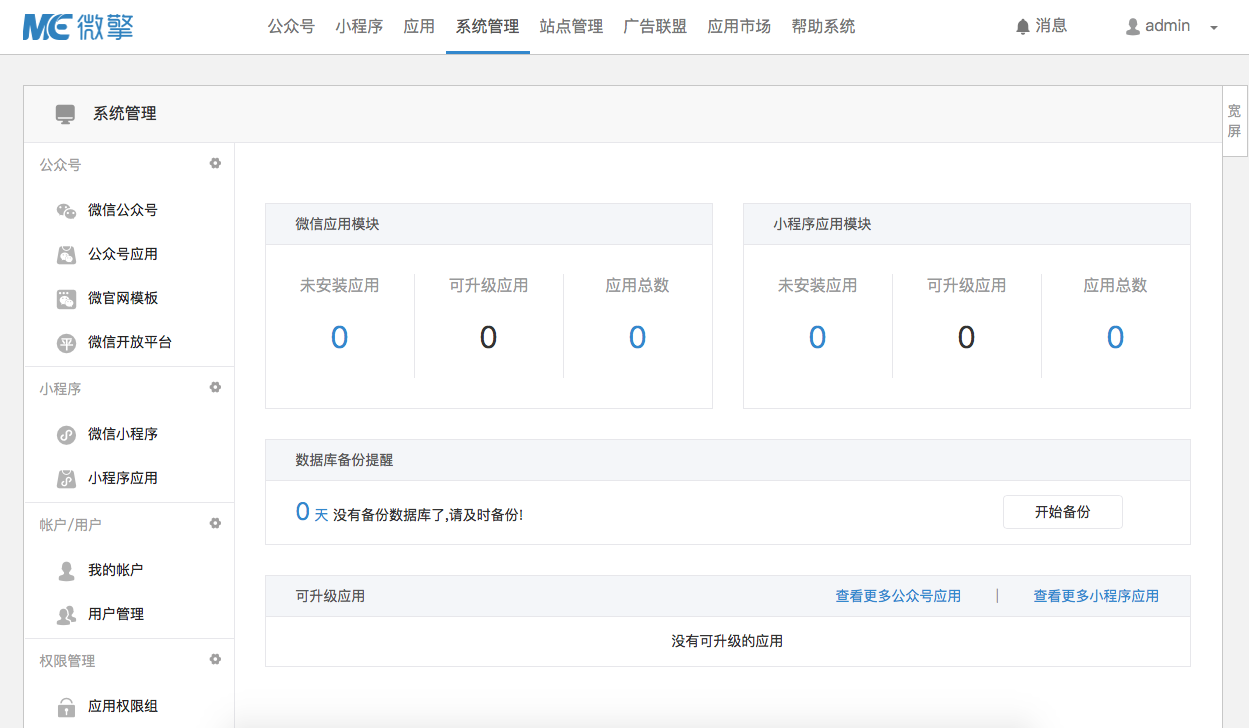 ME微擎
公众号 小程序 应用 系统管理 站点管理 广告联盟 应用市场 帮助系统 消息 admin
系统管理
宽屏
公众号
微信公众号
公众号应用
微官网模板
微信开放平台
小程序
微信小程序
小程序应用
帐户/用户
我的帐户
用户管理
权限管理
应用权限组
微信应用模块
未安装应用 可升级应用 应用总数
0 0 0
小程序应用模块
未安装应用 可升级应用 应用总数
0 0 0
数据库备份提醒
0 天 没有备份数据库了,请及时备份! 开始备份
可升级应用 查看更多公众号应用 | 查看更多小程序应用
没有可升级的应用